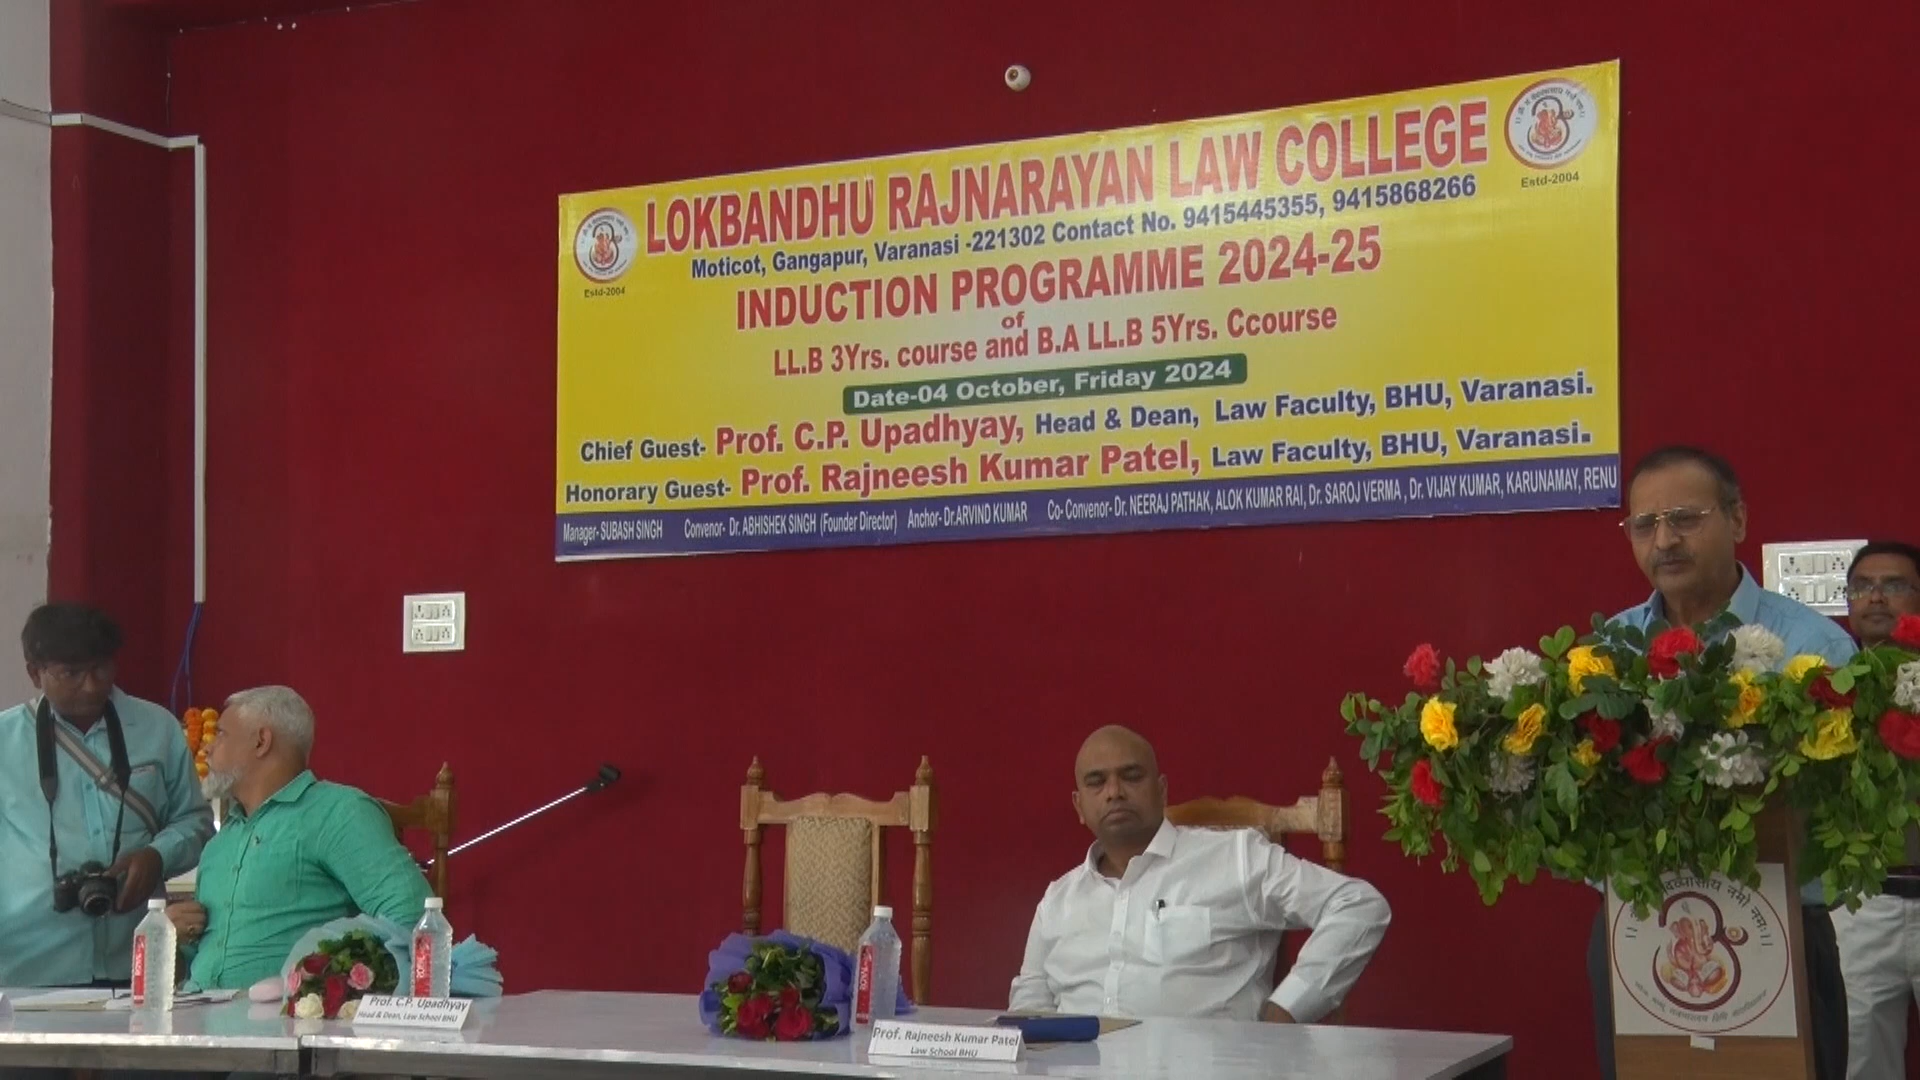 LOKBANDHU RAJNARAYAN LAW COLLEGE
Moticot, Gangapur, Varanasi -221302 Contact No. 9415445355, 9415868266
INDUCTION PROGRAMME 2024-25
of
LL.B 3Yrs. course and B.A LL.B 5Yrs. Ccourse
Date-04 October, Friday 2024
Chief Guest- Prof. C.P. Upadhyay, Head & Dean, Law Faculty, BHU, Varanasi.
Honorary Guest- Prof. Rajneesh Kumar Patel, Law Faculty, BHU, Varanasi.
Manager- SUBASH SINGH Convenor- Dr. ABHISHEK SINGH (Founder Director) Anchor- Dr.ARVIND KUMAR Co- Convenor- Dr. NEERAJ PATHAK, ALOK KUMAR RAI, Dr. SAROJ VERMA , Dr. VIJAY KUMAR, KARUNAMAY, RENU
Estd-2004
Estd-2004
Prof. C.P. Upadhyay
Head & Dean, Law School BHU
Prof. Rajneesh Kumar Patel
Law School BHU
नमो नमः।।